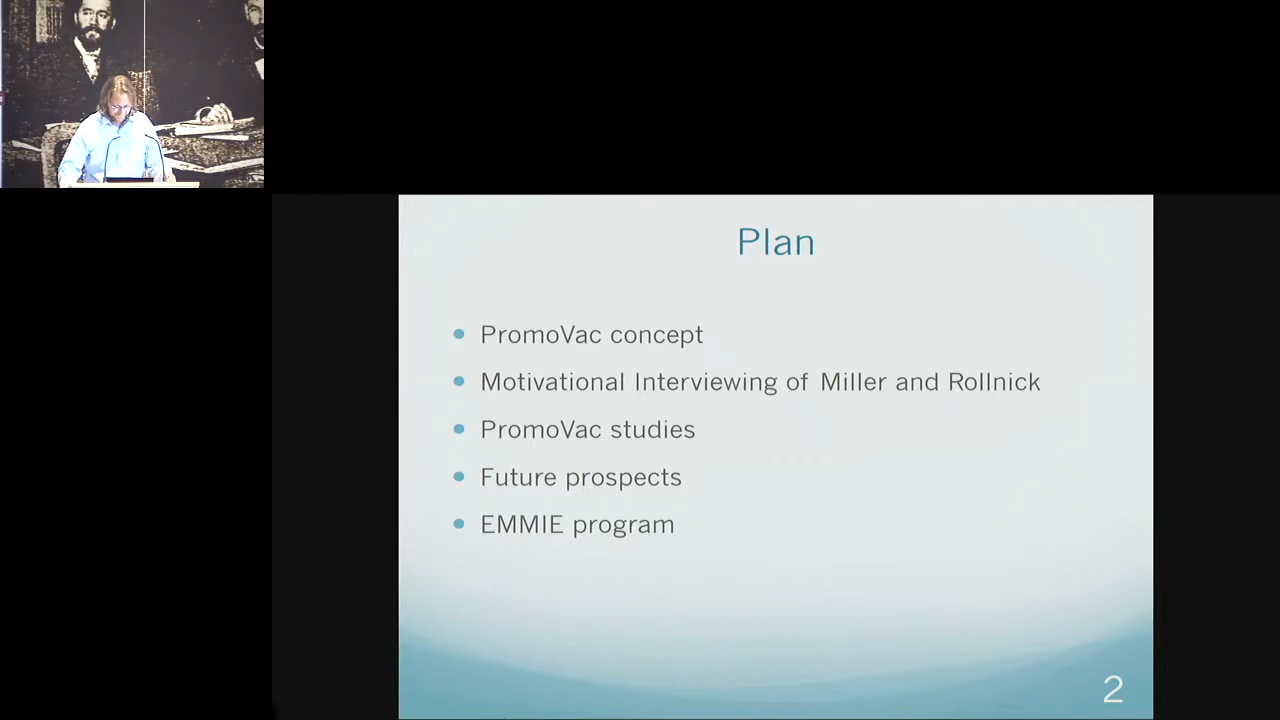 Plan
PromoVac concept
Motivational Interviewing of Miller and Rollnick
PromoVac studies
Future prospects
EMMIE program
2